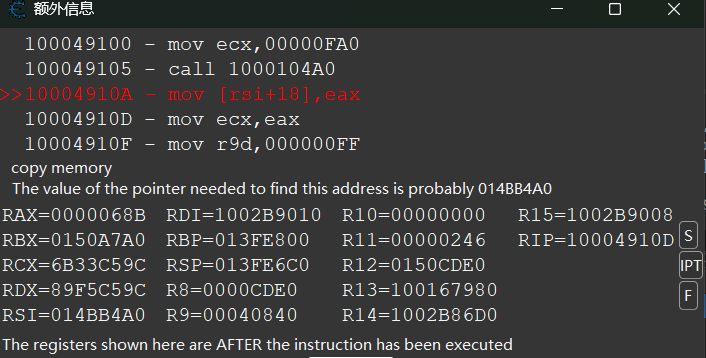 额外信息
100049100 - mov ecx,00000FA0
100049105 - call 1000104A0
>>10004910A - mov [rsi+18],eax
10004910D - mov ecx,eax
10004910F - mov r9d,000000FF
copy memory
The value of the pointer needed to find this address is probably 014BB4A0
RAX=0000068B RDI=1002B9010 R10=00000000 R15=1002B9008
RBX=0150A7A0 RBP=013FE800 R11=00000246 RIP=10004910D
S
RCX=6B33C59C RSP=013FE6C0 R12=0150CDE0
IPT
RDX=89F5C59C R8=0000CDE0 R13=100167980
F
RSI=014BB4A0 R9=00040840 R14=1002B86D0
The registers shown here are AFTER the instruction has been executed